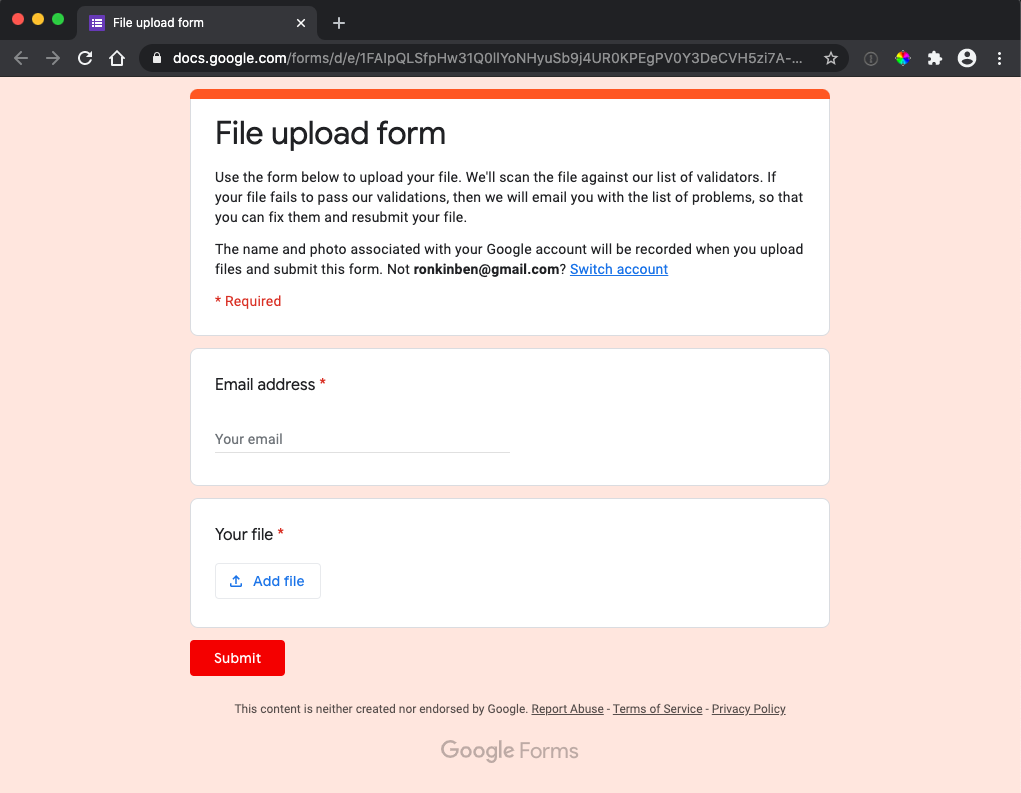 File upload form
docs.google.com/forms/d/e/1FAIpQLSfpHw31Q0lIYoNHyuSb9j4UR0KPEgPV0Y3DeCVH5zi7A-...
File upload form
Use the form below to upload your file. We'll scan the file against our list of validators. If
your file fails to pass our validations, then we will email you with the list of problems, so that
you can fix them and resubmit your file.
The name and photo associated with your Google account will be recorded when you upload
files and submit this form. Not ronkinben@gmail.com? Switch account
* Required
Email address *
Your email
Your file *
Add file
Submit
This content is neither created nor endorsed by Google. Report Abuse - Terms of Service - Privacy Policy
Google Forms